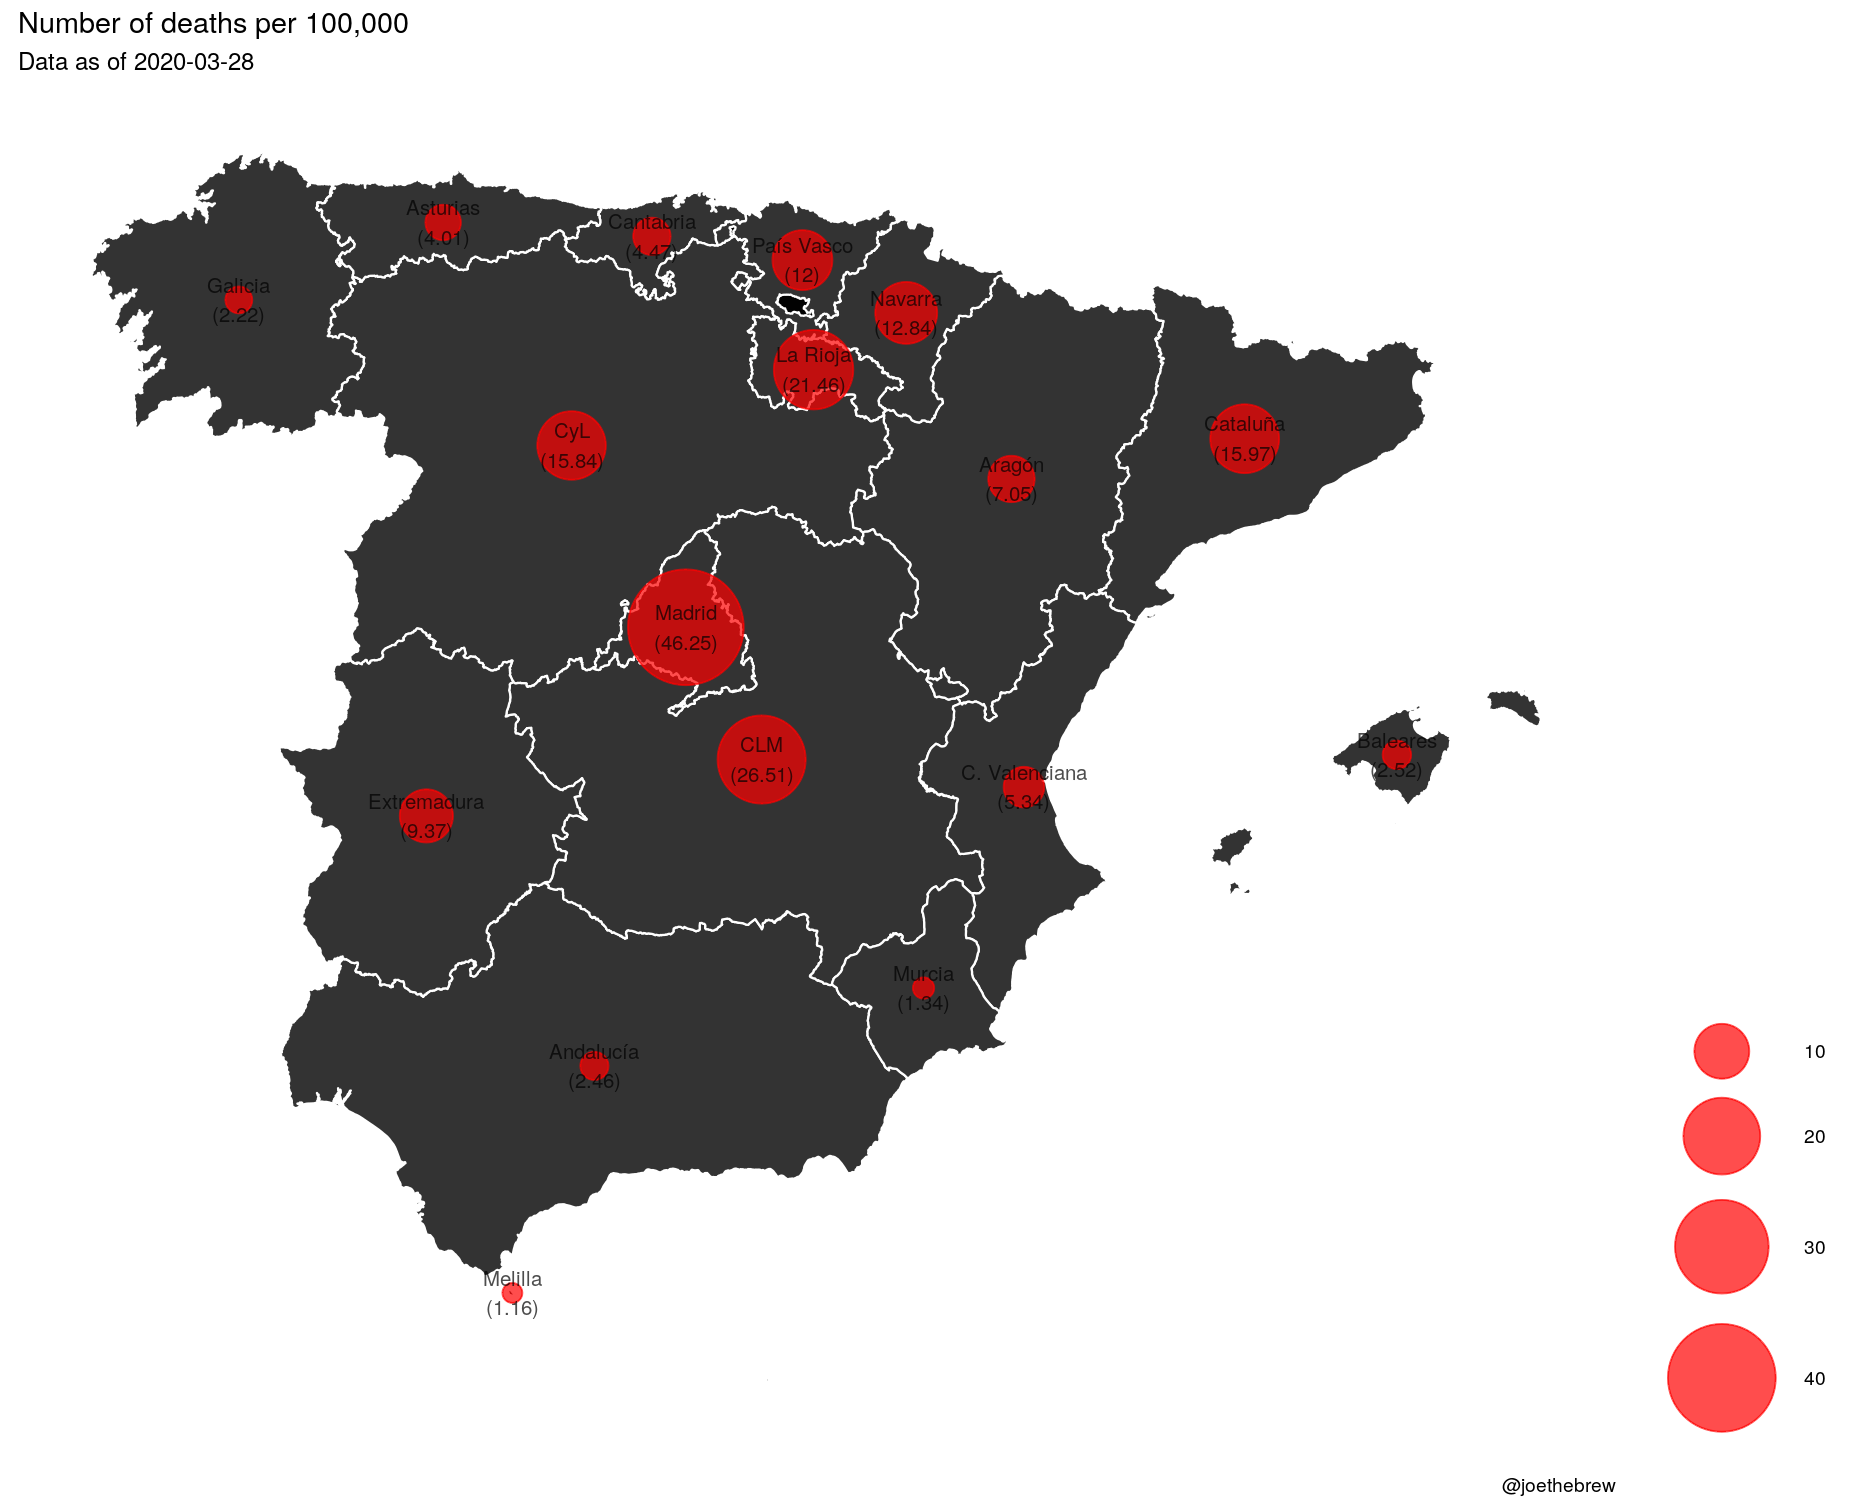 Number of deaths per 100,000
Data as of 2020-03-28
Asturias
(4.01)
Cantabria
(4.47)
País Vasco
(12)
Galicia
(2.22)
Navarra
(12.84)
La Rioja
(21.46)
CyL
(15.84)
Cataluña
(15.97)
Aragón
(7.05)
Madrid
(46.25)
CLM
(26.51)
C. Valenciana
(5.34)
Baleares
(2.52)
Extremadura
(9.37)
Murcia
(1.34)
Andalucía
(2.46)
Melilla
(1.16)
10
20
30
40
@joethebrew